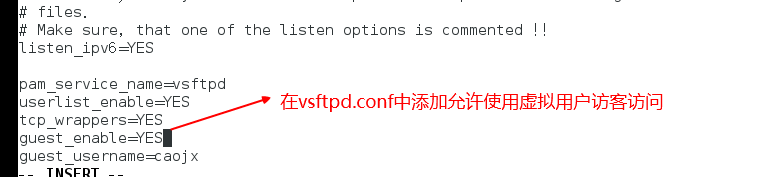 # files.
# Make sure, that one of the listen options is commented !!
listen_ipv6=YES
pam_service_name=vsftpd
userlist_enable=YES
在vsftpd.conf中添加允许使用虚拟用户访客访问
tcp_wrappers=YES
guest_enable=YES
guest_username=caojx
-- INSERT --